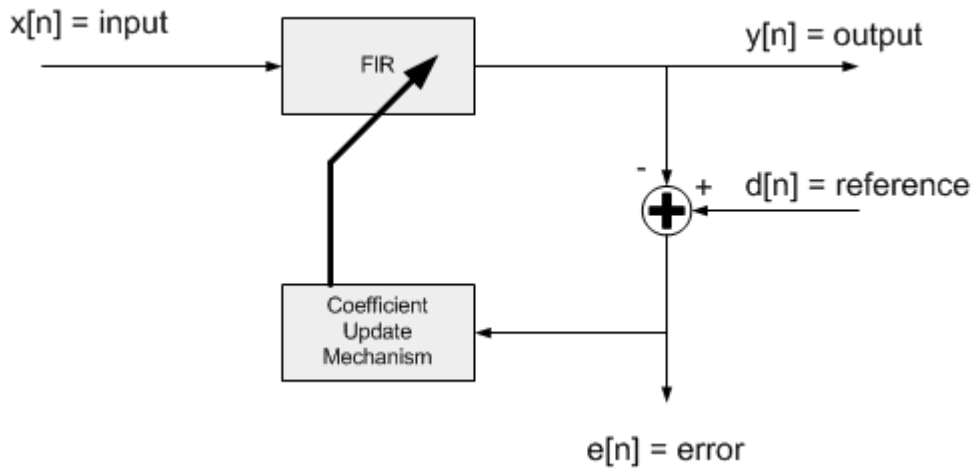 x[n] = input
FIR
y[n] = output
-
+
d[n] = reference
Coefficient
Update
Mechanism
e[n] = error